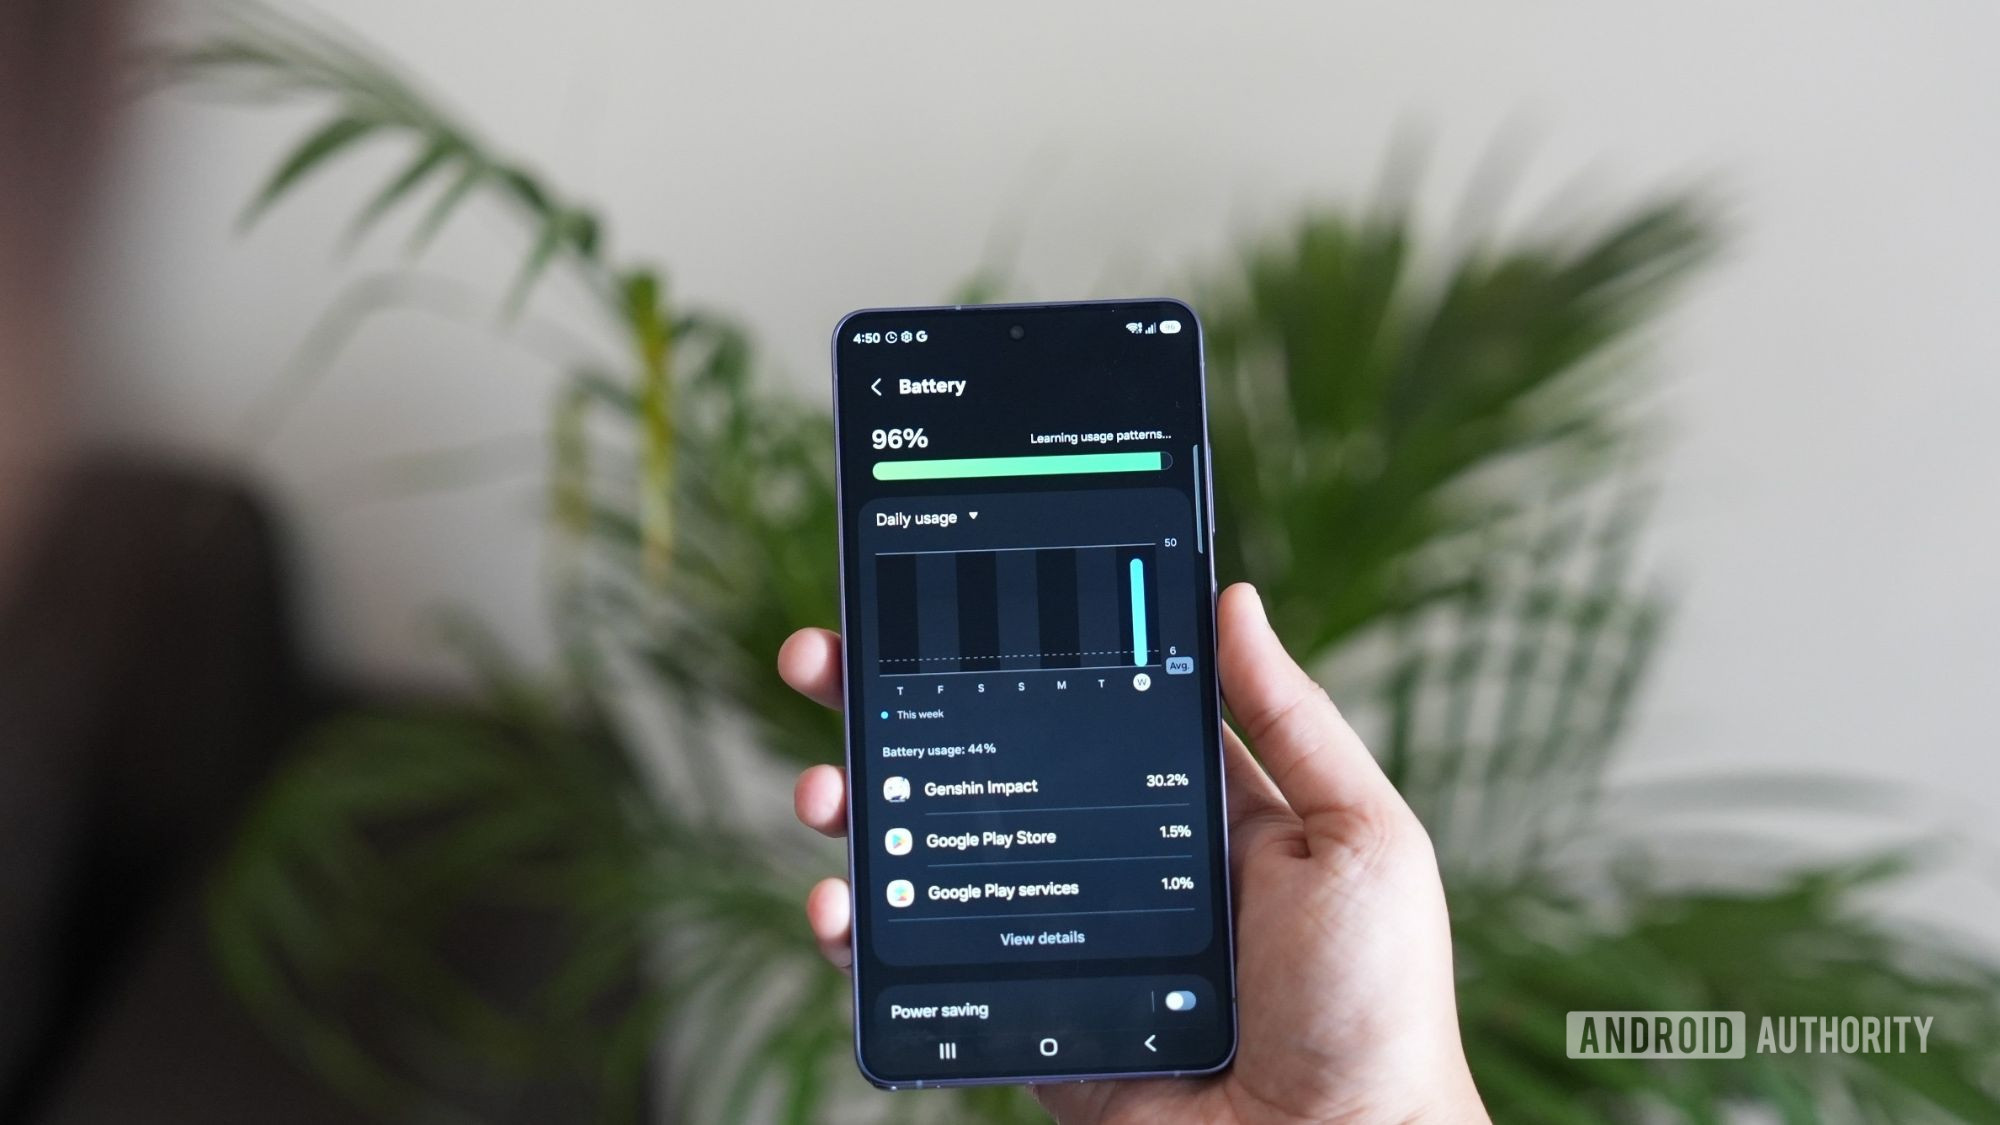 4:50
96
Battery
96%
Learning usage patterns...
Daily usage
50
6
Avg.
T F S S M T W
This week
Battery usage: 44%
Genshin Impact 30.2%
Google Play Store 1.5%
Google Play services 1.0%
View details
Power saving
ANDROID AUTHORITY